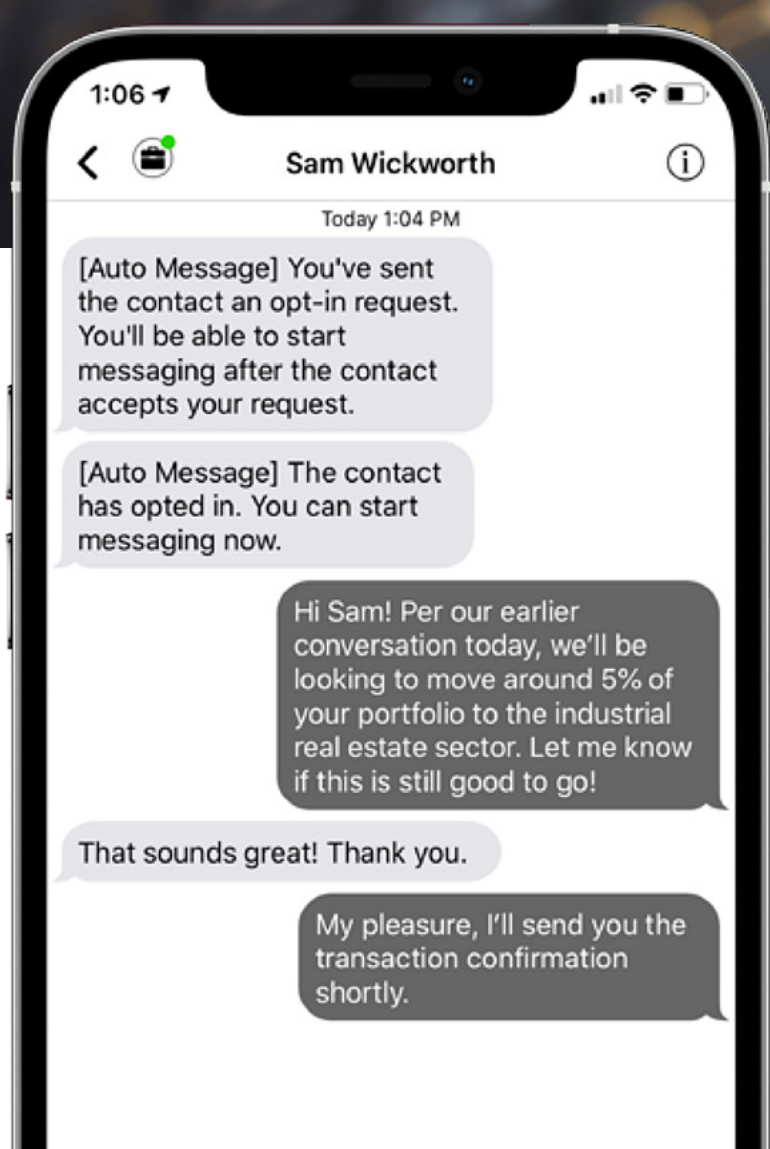 1:06
Sam Wickworth
Today 1:04 PM
[Auto Message] You've sent
the contact an opt-in request.
You'll be able to start
messaging after the contact
accepts your request.
[Auto Message] The contact
has opted in. You can start
messaging now.
Hi Sam! Per our earlier
conversation today, we’ll be
looking to move around 5% of
your portfolio to the industrial
real estate sector. Let me know
if this is still good to go!
That sounds great! Thank you.
My pleasure, I’ll send you the
transaction confirmation
shortly.